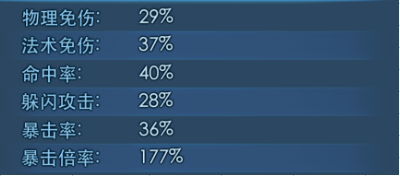 物理免伤: 29%
法术免伤: 37%
命中率: 40%
躲闪攻击: 28%
暴击率: 36%
暴击倍率: 177%